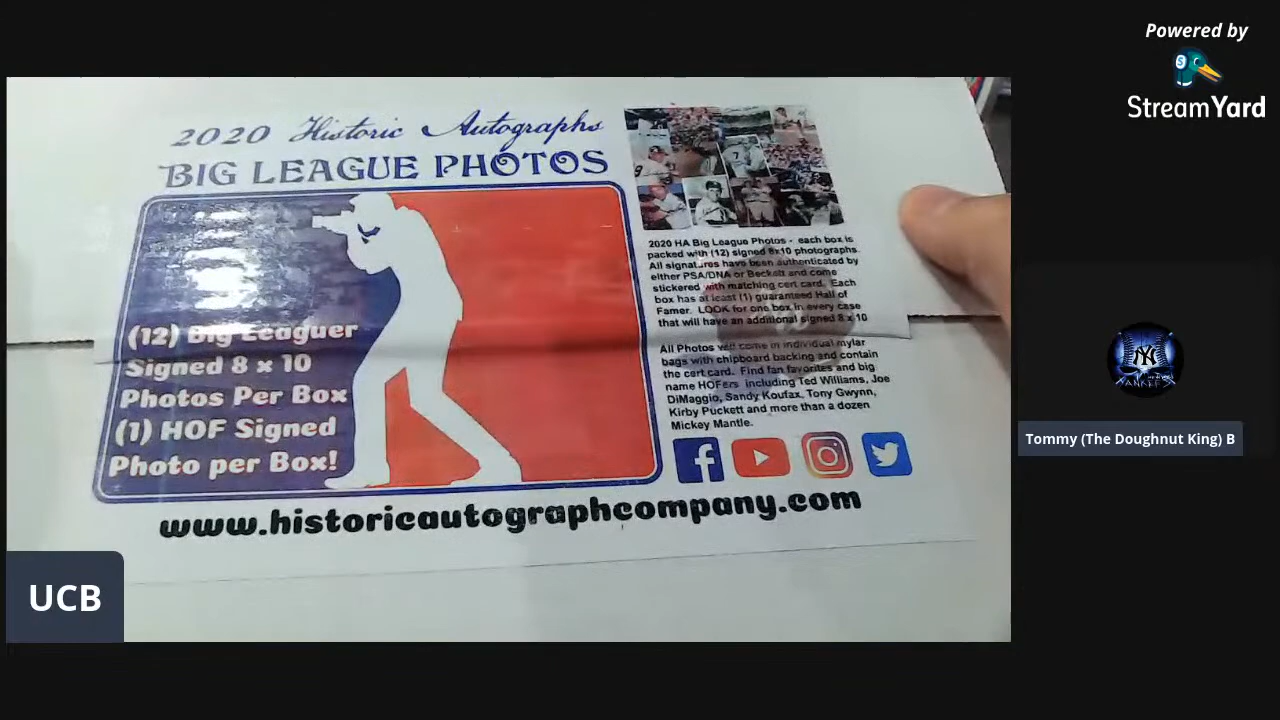 Powered by
StreamYard
2020 Historic Autographs
BIG LEAGUE PHOTOS
(12) Big Leaguer
Signed 8 x 10
Photos Per Box
(1) HOF Signed
Photo per Box!
2020 HA Big League Photos - each box is
packed with (12) signed 8x10 photographs.
All signatures have been authenticated by
either PSA/DNA or Beckett and come
stickered with matching cert card. Each
box has at least (1) guaranteed Hall of
Famer. LOOK for one box in every case
that will have an additional signed 8 x 10
All Photos will come in individual mylar
bags with chipboard backing and contain
the cert card. Find fan favorites and big
name HOFers including Ted Williams, Joe
DiMaggio, Sandy Koufax, Tony Gwynn,
Kirby Puckett and more than a dozen
Mickey Mantle.
www.historicautographcompany.com
UCB
Tommy (The Doughnut King) B